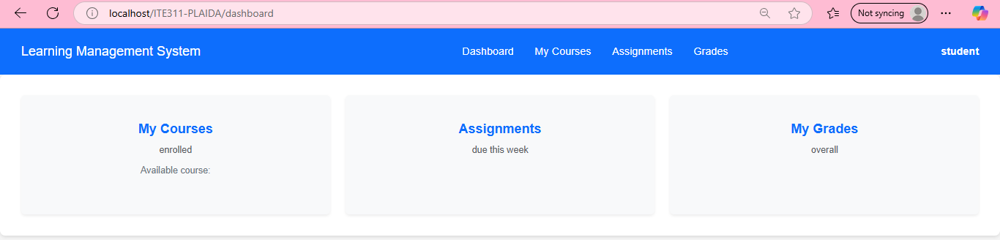 localhost/ITE311-PLAIDA/dashboard
Not syncing
Learning Management System
Dashboard
My Courses
Assignments
Grades
student
My Courses
enrolled
Available course:
Assignments
due this week
My Grades
overall